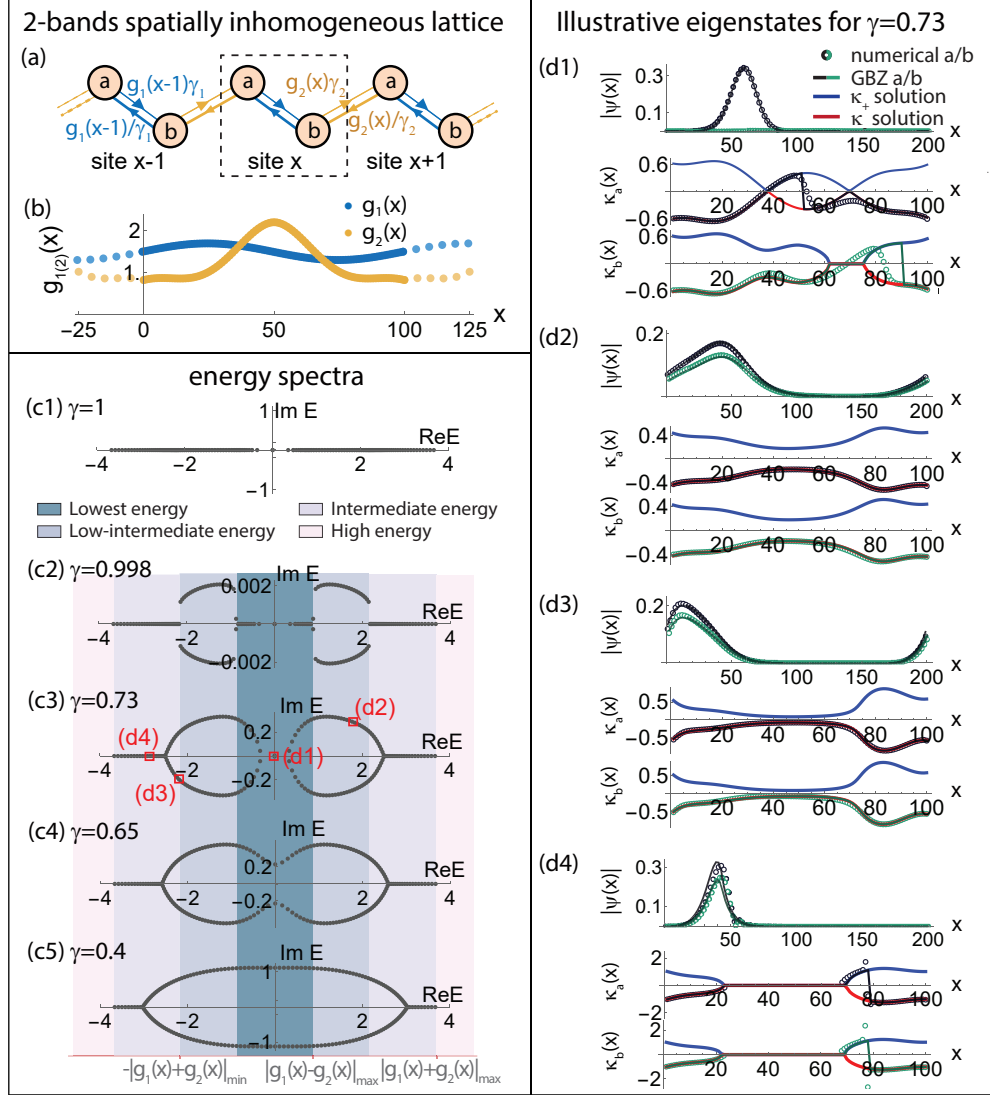 2-bands spatially inhomogeneous lattice
(a)
a a a
g₁(x-1)γ₁ g₂(x)γ₂
g₁(x-1)/γ₁ b b g₂(x)/γ₂ b
site x-1 site x site x+1
(b)
g₁(x)
g₂(x)
g₁₍₂₎(x)
2
1
−25 0 50 100 125 x
energy spectra
(c1) γ=1
1 Im E
ReE
−4 −2 2 4
−1
Lowest energy Intermediate energy
Low-intermediate energy High energy
(c2) γ=0.998
Im E
0.002
ReE
−4 −2 2 4
−0.002
(c3) γ=0.73
Im E
0.2 (d2)
(d4) (d1) ReE
−4 −2 2 4
(d3) −0.2
(c4) γ=0.65
Im E
0.2
ReE
−4 −2 2 4
−0.2
(c5) γ=0.4
Im E
1
ReE
−4 −2 2 4
−1
-|g₁(x)+g₂(x)|min |g₁(x)-g₂(x)|max |g₁(x)+g₂(x)|max
Illustrative eigenstates for γ=0.73
(d1)
numerical a/b
GBZ a/b
κ₊ solution
κ₋ solution
|ψ(x)|
0.3
0.1
50 100 150 200 x
κₐ(x)
0.6
20 40 60 80 100 x
−0.6
κ_b(x)
0.6
20 40 60 80 100
−0.6
(d2)
|ψ(x)|
0.2
50 100 150 200 x
κₐ(x)
0.4
20 40 60 80 100
−0.4
κ_b(x)
0.4
20 40 60 80 100
−0.4
(d3)
|ψ(x)|
0.2
50 100 150 200 x
κₐ(x)
0.5
20 40 60 80 100
−0.5
κ_b(x)
0.5
20 40 60 80 100
−0.5
(d4)
|ψ(x)|
0.3
0.1
50 100 150 200 x
κₐ(x)
2
20 40 60 80 100 x
−2
κ_b(x)
2
20 40 60 80 100 x
−2